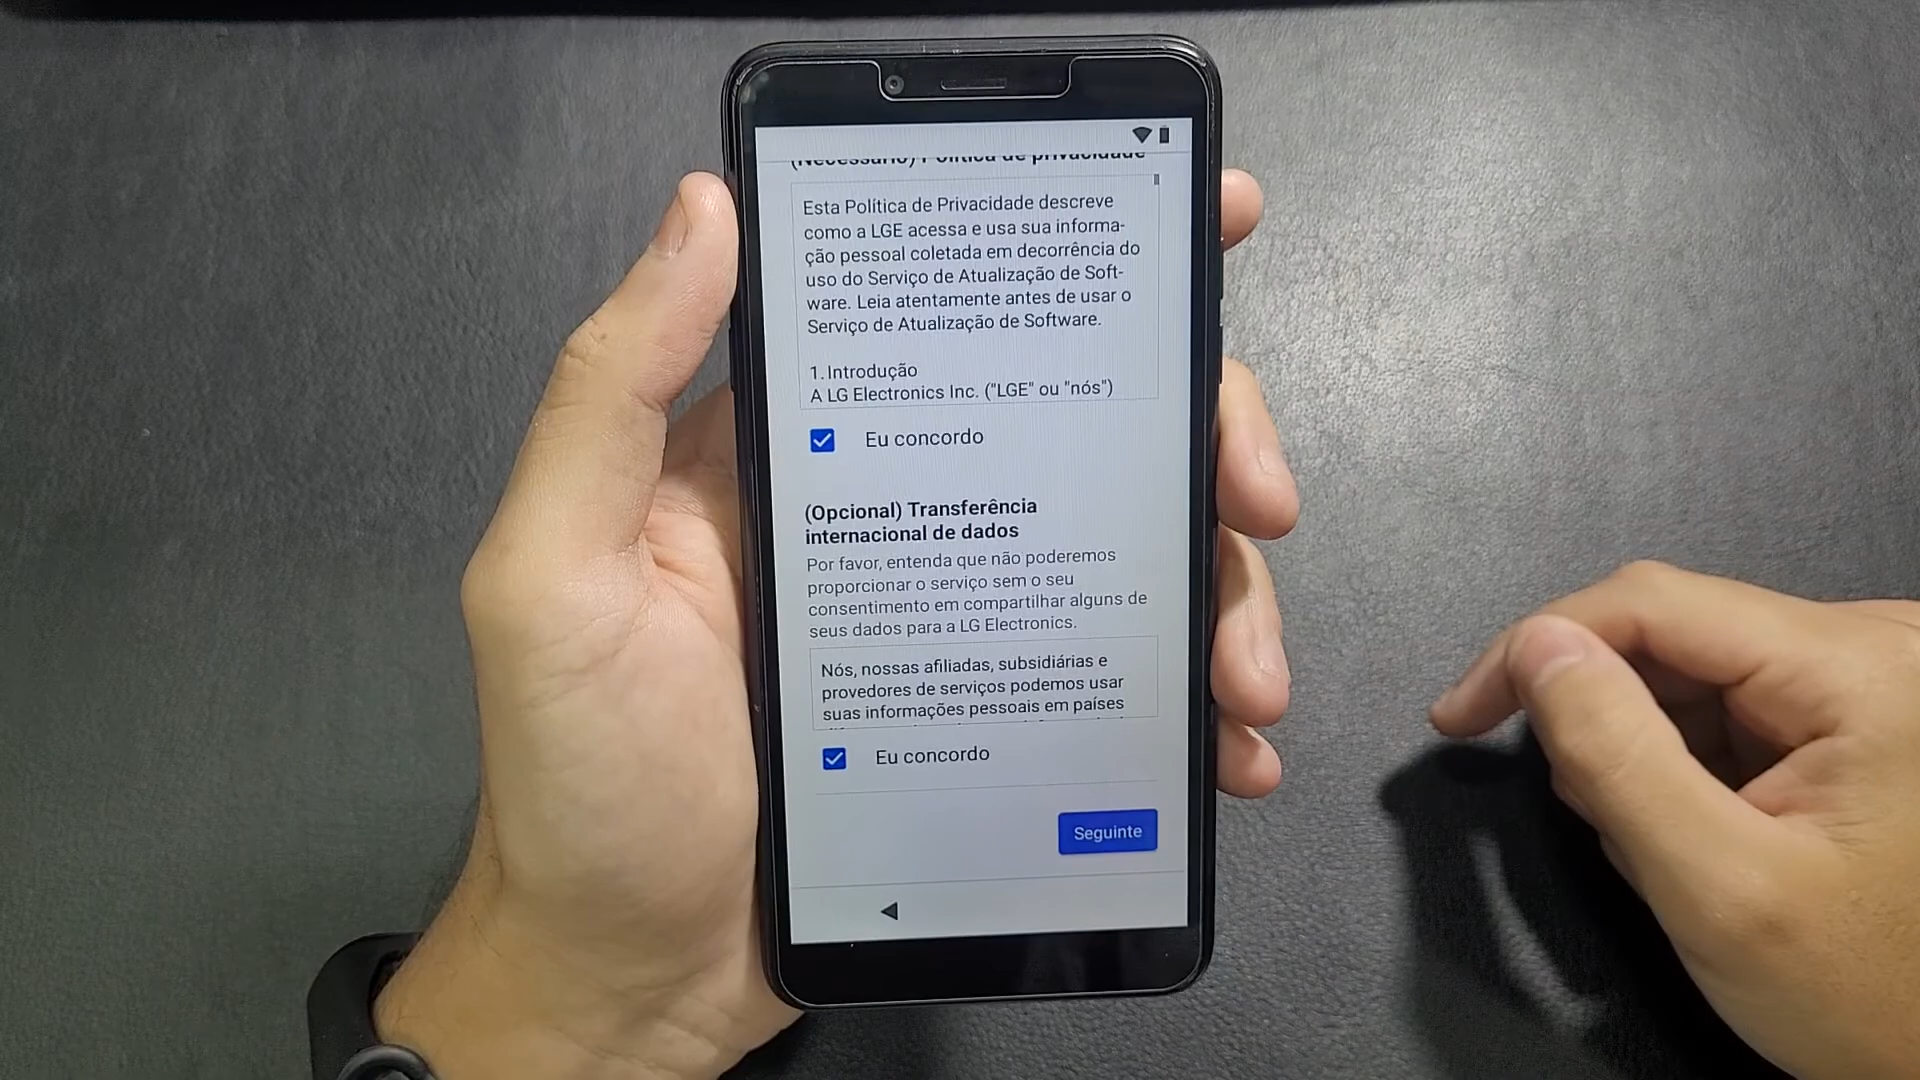 (Necessário) Política de privacidade
Esta Política de Privacidade descreve
como a LGE acessa e usa sua informa-
ção pessoal coletada em decorrência do
uso do Serviço de Atualização de Soft-
ware. Leia atentamente antes de usar o
Serviço de Atualização de Software.
1. Introdução
A LG Electronics Inc. ("LGE" ou "nós")
Eu concordo
(Opcional) Transferência
internacional de dados
Por favor, entenda que não poderemos
proporcionar o serviço sem o seu
consentimento em compartilhar alguns de
seus dados para a LG Electronics.
Nós, nossas afiliadas, subsidiárias e
provedores de serviços podemos usar
suas informações pessoais em países
Eu concordo
Seguinte